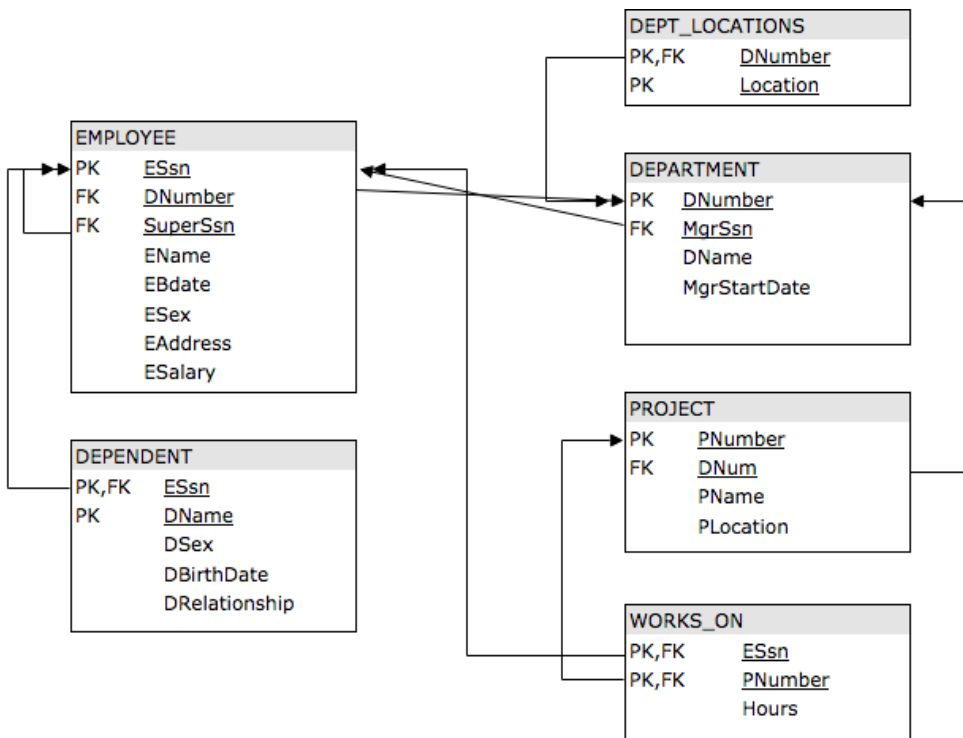 DEPT_LOCATIONS
PK,FK DNumber
PK Location
EMPLOYEE
PK ESsn
FK DNumber
FK SuperSsn
EName
EBdate
ESex
EAddress
ESalary
DEPARTMENT
PK DNumber
FK MgrSsn
DName
MgrStartDate
DEPENDENT
PK,FK ESsn
PK DName
DSex
DBirthDate
DRelationship
PROJECT
PK PNumber
FK DNum
PName
PLocation
WORKS_ON
PK,FK ESsn
PK,FK PNumber
Hours